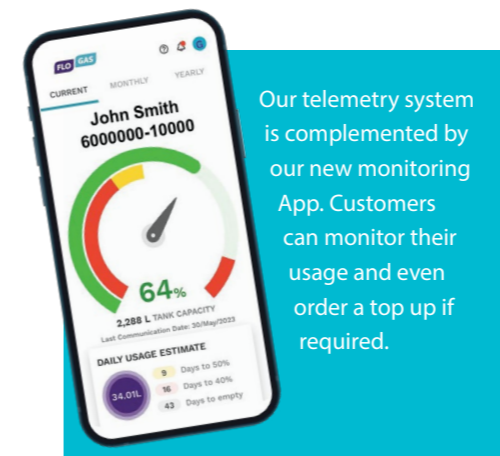 FLO GAS
G
CURRENT MONTHLY YEARLY
John Smith
6000000-10000
64%
2,288 L TANK CAPACITY
Last Communication Date: 30/May/2023
DAILY USAGE ESTIMATE
34.01L
9 Days to 50%
16 Days to 40%
43 Days to empty
Our telemetry system
is complemented by
our new monitoring
App. Customers
can monitor their
usage and even
order a top up if
required.